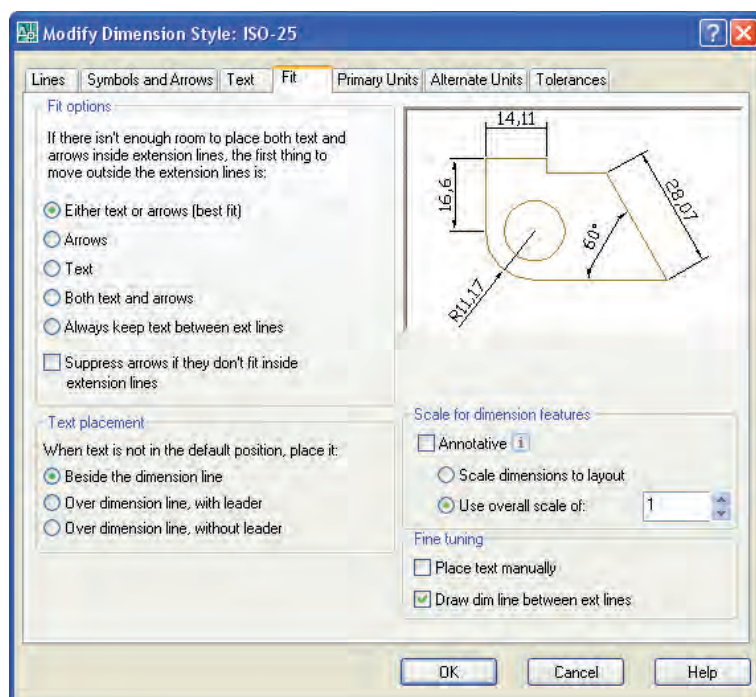 Modify Dimension Style: ISO-25
Lines
Symbols and Arrows
Text
Fit
Primary Units
Alternate Units
Tolerances
Fit options
If there isn't enough room to place both text and
arrows inside extension lines, the first thing to
move outside the extension lines is:
Either text or arrows (best fit)
Arrows
Text
Both text and arrows
Always keep text between ext lines
Suppress arrows if they don't fit inside
extension lines
14,11
16,6
28,07
60°
R11,17
Text placement
When text is not in the default position, place it:
Beside the dimension line
Over dimension line, with leader
Over dimension line, without leader
Scale for dimension features
Annotative
i
Scale dimensions to layout
Use overall scale of:
1
Fine tuning
Place text manually
Draw dim line between ext lines
OK
Cancel
Help